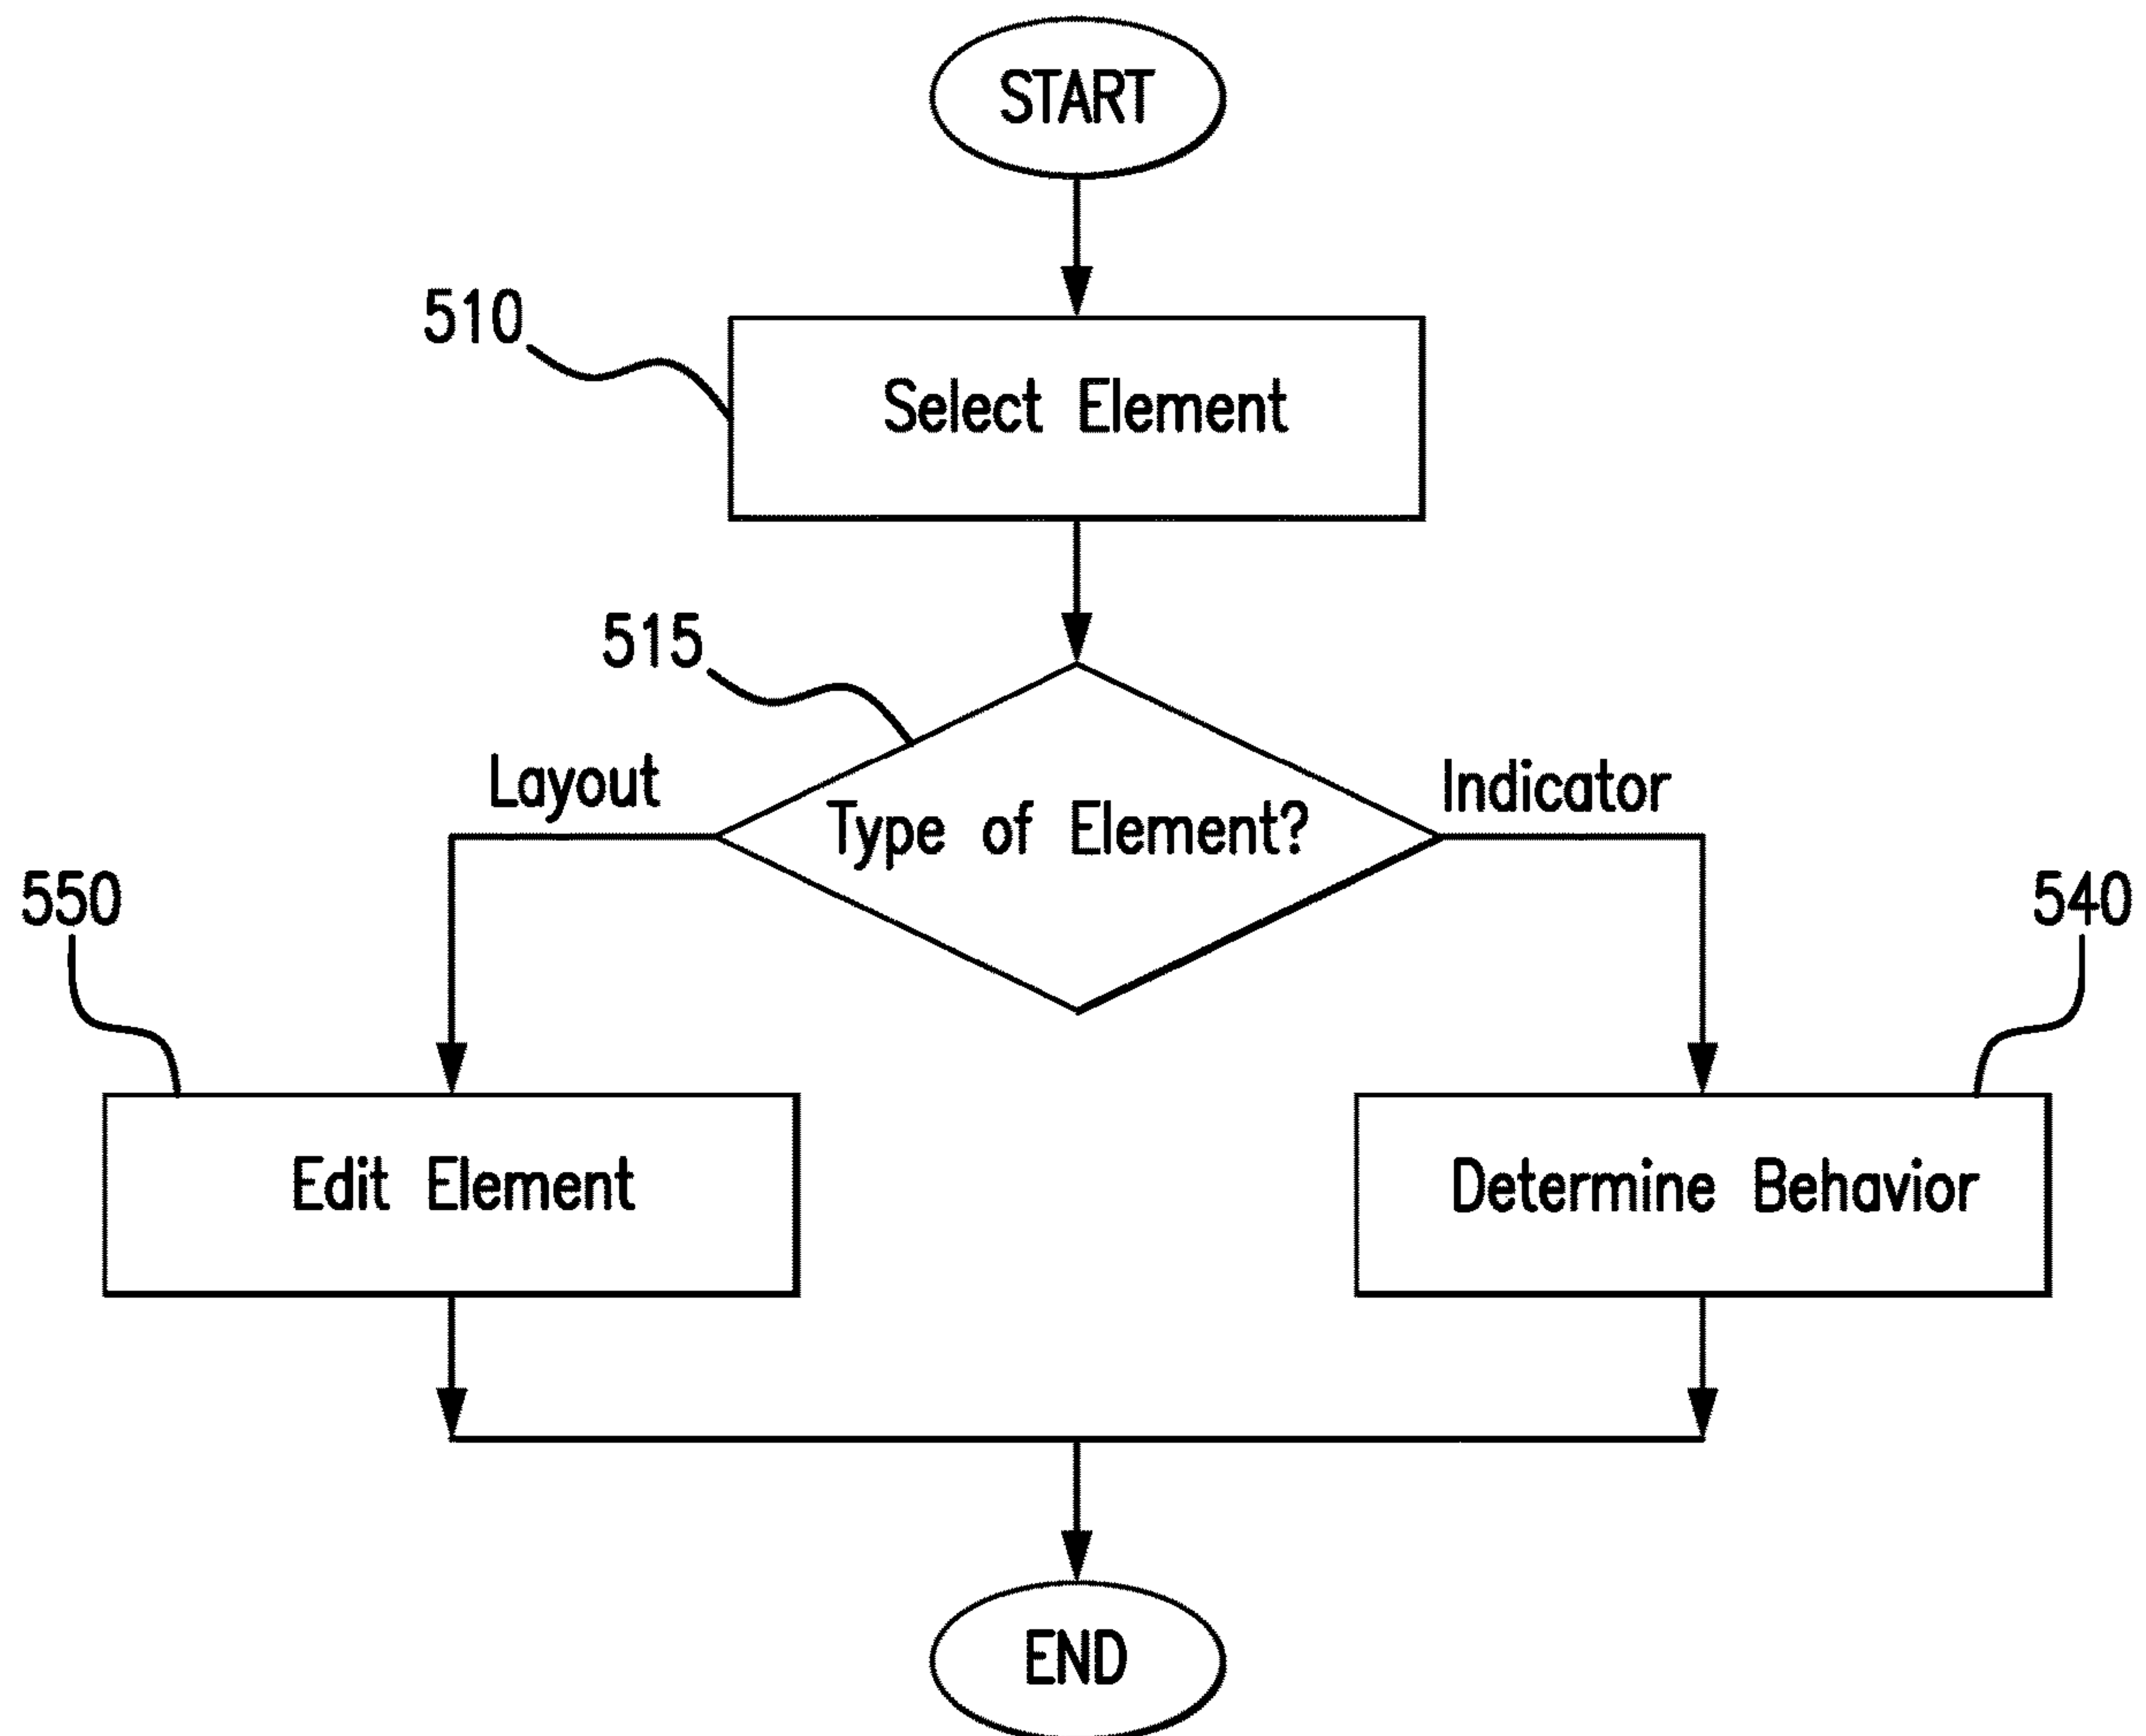 START
510
Select Element
515
Layout
Indicator
Type of Element?
550
540
Edit Element
Determine Behavior
END